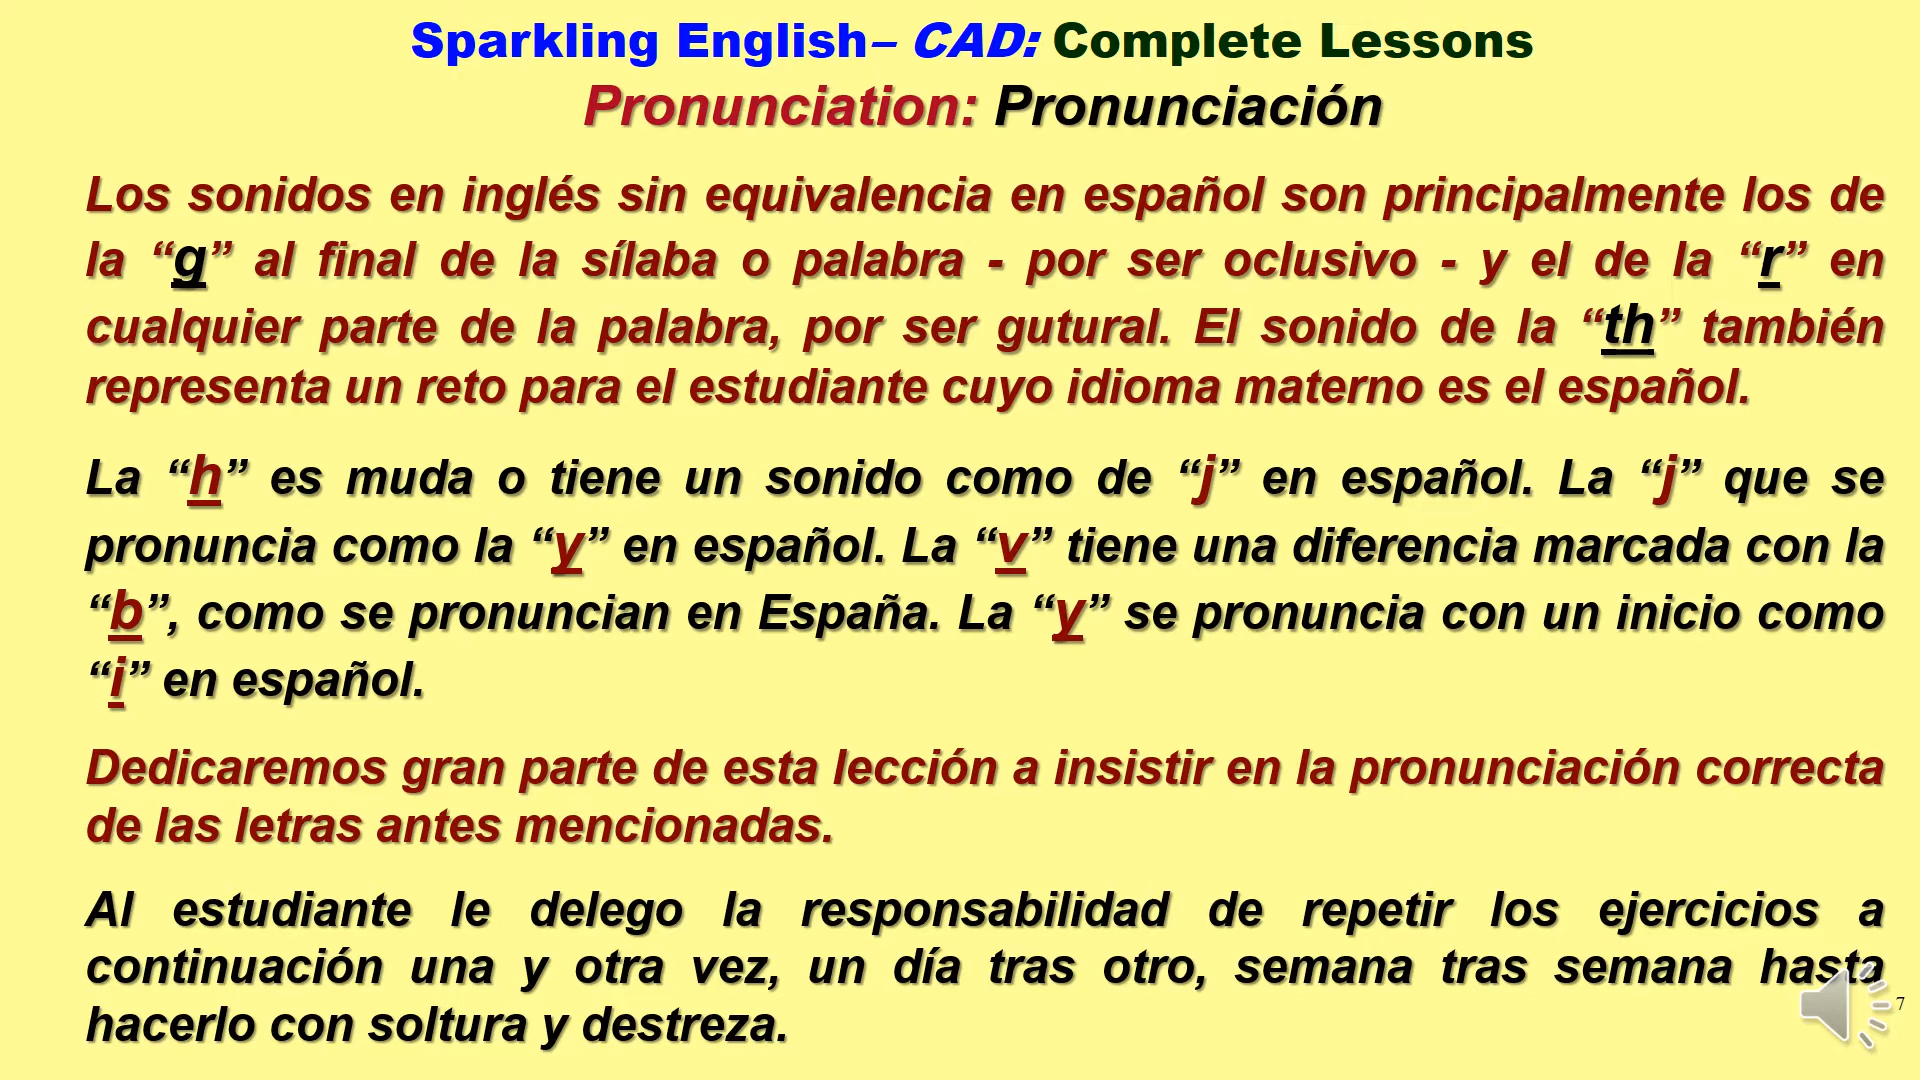 Sparkling English– CAD: Complete Lessons
Pronunciation: Pronunciación
Los sonidos en inglés sin equivalencia en español son principalmente los de
la “g” al final de la sílaba o palabra - por ser oclusivo - y el de la “r” en
cualquier parte de la palabra, por ser gutural. El sonido de la “th” también
representa un reto para el estudiante cuyo idioma materno es el español.
La “h” es muda o tiene un sonido como de “j” en español. La “j” que se
pronuncia como la “y” en español. La “v” tiene una diferencia marcada con la
“b”, como se pronuncian en España. La “y” se pronuncia con un inicio como
“i” en español.
Dedicaremos gran parte de esta lección a insistir en la pronunciación correcta
de las letras antes mencionadas.
Al estudiante le delego la responsabilidad de repetir los ejercicios a
continuación una y otra vez, un día tras otro, semana tras semana hasta
hacerlo con soltura y destreza.
7